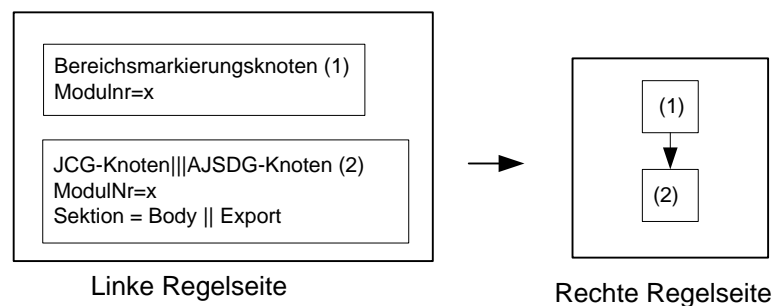 Bereichsmarkierungsknoten (1)
Modulnr=x
JCG-Knoten|||AJSDG-Knoten (2)
ModulNr=x
Sektion = Body || Export
(1)
(2)
Linke Regelseite
Rechte Regelseite